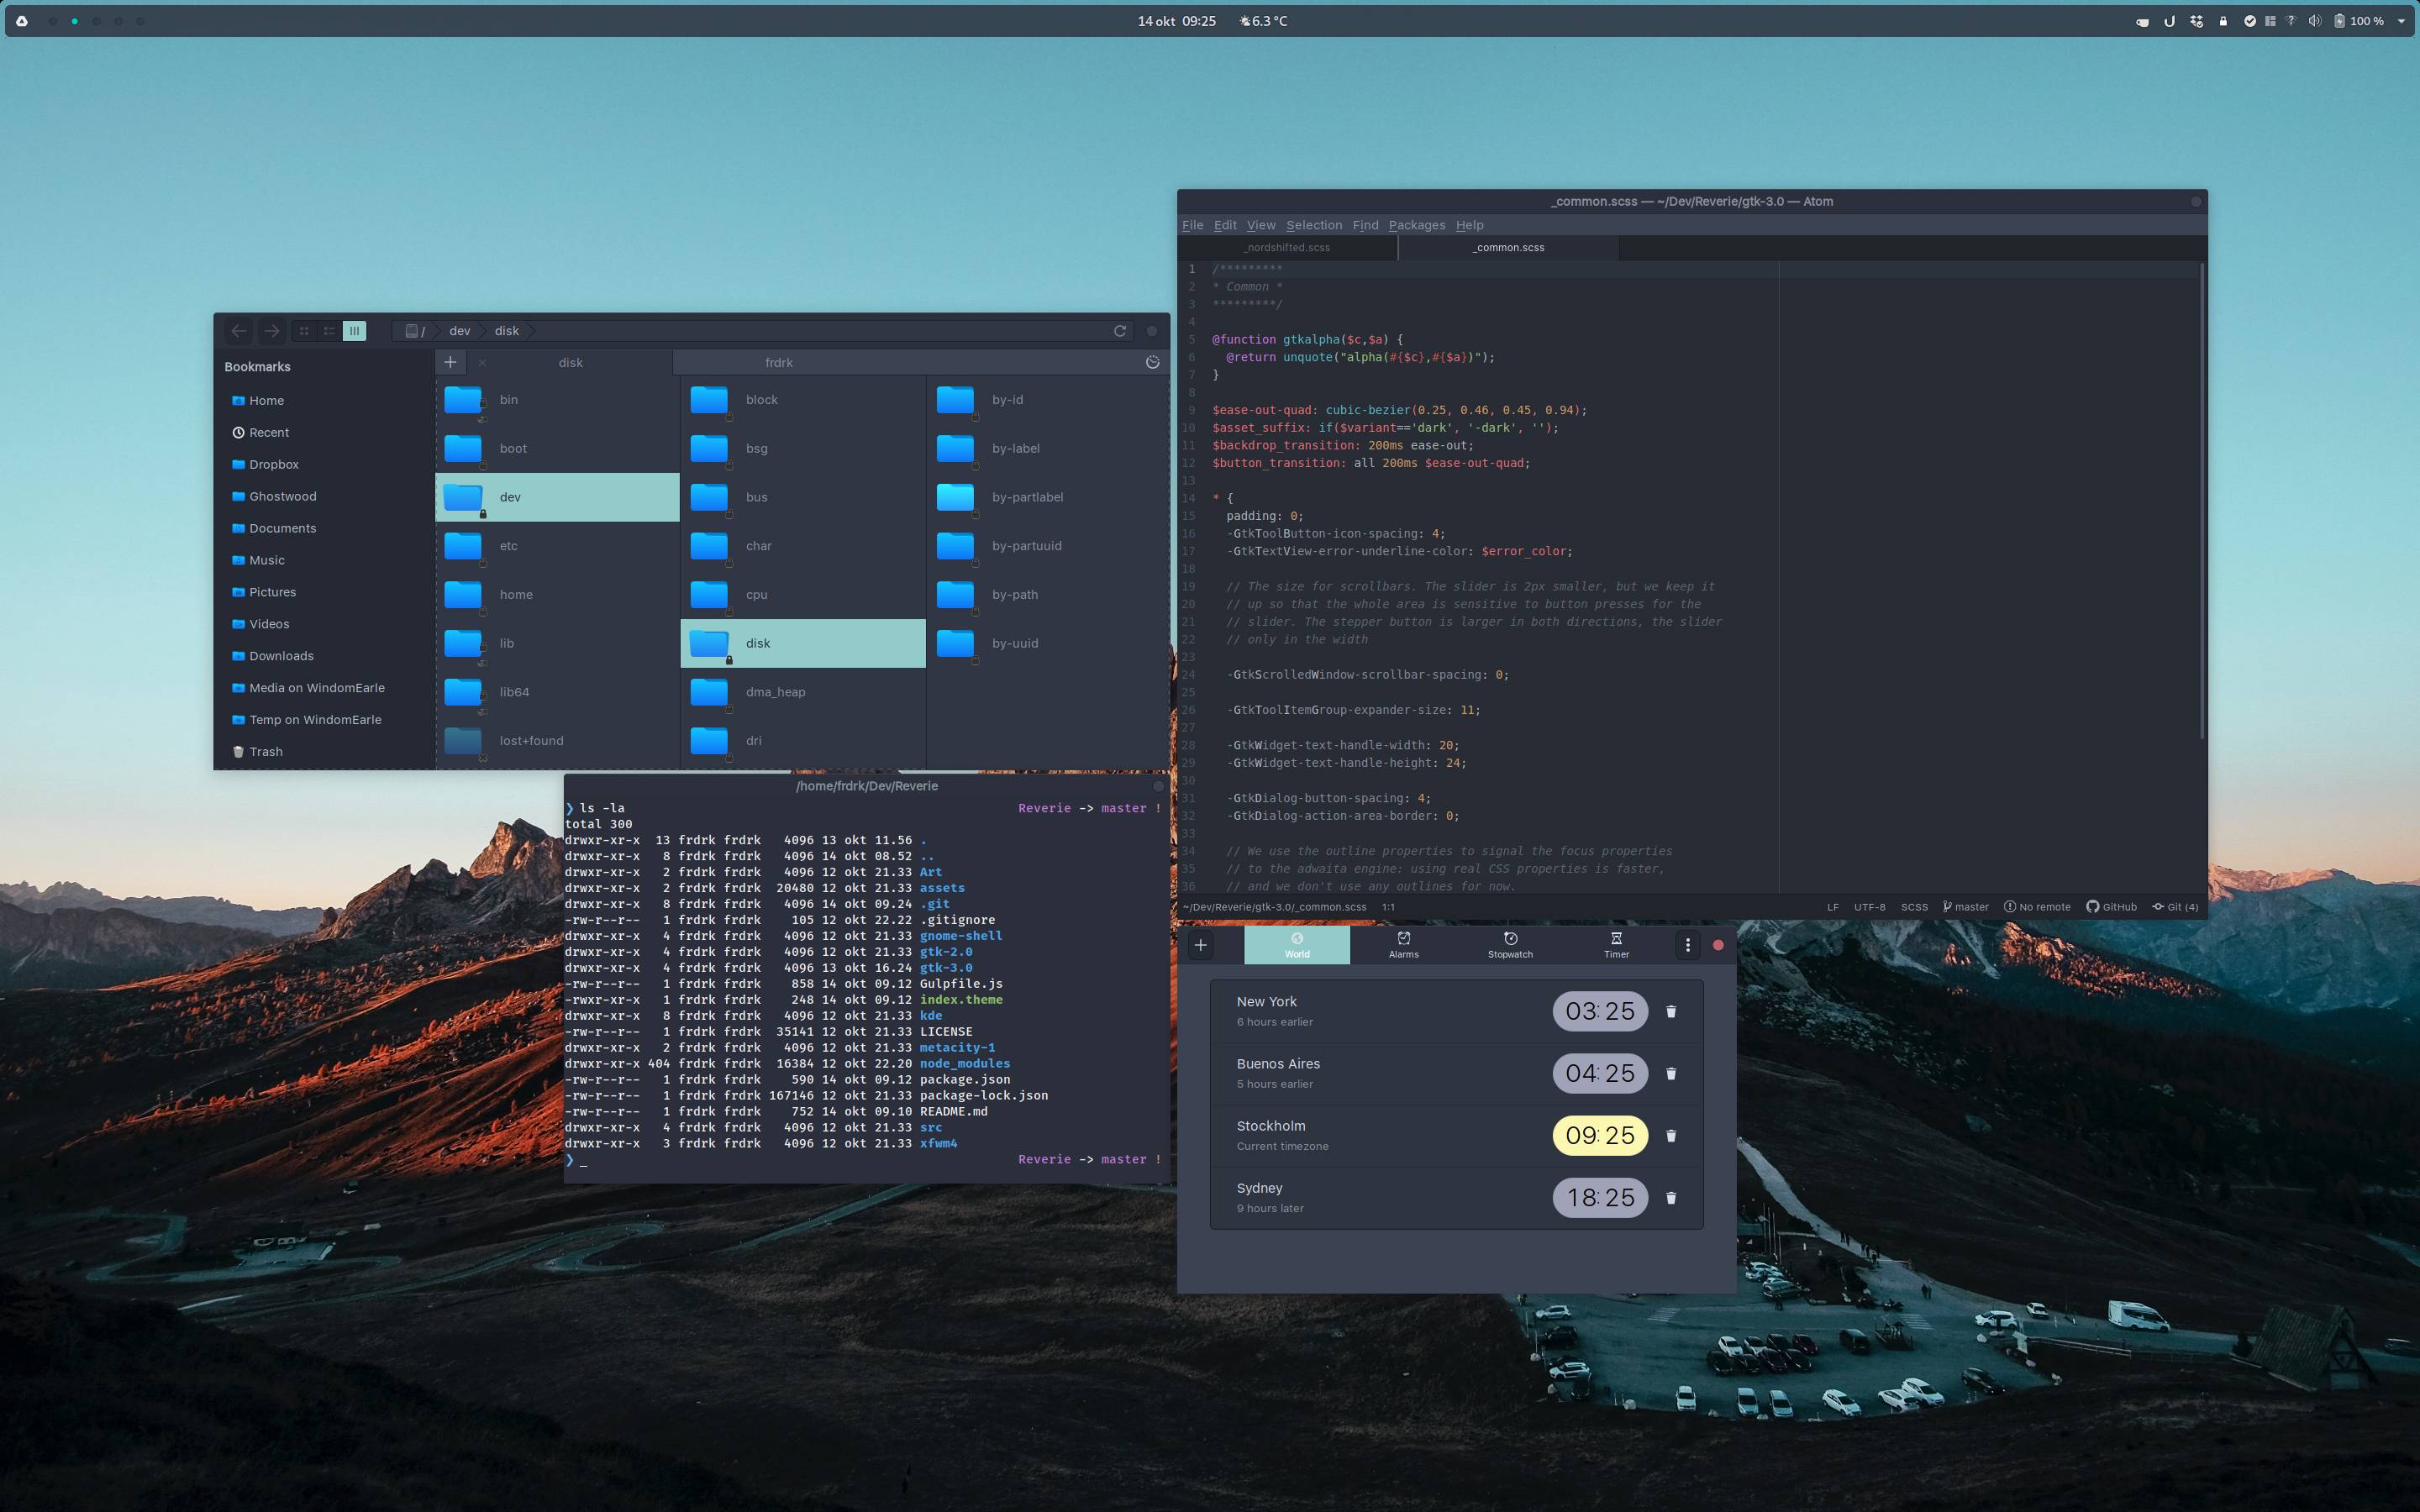 14 okt 09:25 6.3 °C
100 %
_common.scss — ~/Dev/Reverie/gtk-3.0 — Atom
File Edit View Selection Find Packages Help
_nordshifted.scss
_common.scss
1 /*********
2 * Common *
3 *********/
4
5 @function gtkalpha($c,$a) {
6 @return unquote("alpha(#{$c},#{$a})");
7 }
8
9 $ease-out-quad: cubic-bezier(0.25, 0.46, 0.45, 0.94);
10 $asset_suffix: if($variant=='dark', '-dark', '');
11 $backdrop_transition: 200ms ease-out;
12 $button_transition: all 200ms $ease-out-quad;
13
14 * {
15 padding: 0;
16 -GtkToolButton-icon-spacing: 4;
17 -GtkTextView-error-underline-color: $error_color;
18
19 // The size for scrollbars. The slider is 2px smaller, but we keep it
20 // up so that the whole area is sensitive to button presses for the
21 // slider. The stepper button is larger in both directions, the slider
22 // only in the width
23
24 -GtkScrolledWindow-scrollbar-spacing: 0;
25
26 -GtkToolItemGroup-expander-size: 11;
27
28 -GtkWidget-text-handle-width: 20;
29 -GtkWidget-text-handle-height: 24;
30
31 -GtkDialog-button-spacing: 4;
32 -GtkDialog-action-area-border: 0;
33
34 // We use the outline properties to signal the focus properties
35 // to the adwaita engine: using real CSS properties is faster,
36 // and we don't use any outlines for now.
~/Dev/Reverie/gtk-3.0/_common.scss 1:1
LF UTF-8 SCSS master No remote GitHub Git (4)
/ dev disk
Bookmarks
Home
Recent
Dropbox
Ghostwood
Documents
Music
Pictures
Videos
Downloads
Media on WindomEarle
Temp on WindomEarle
Trash
disk
frdrk
bin
boot
dev
etc
home
lib
lib64
lost+found
block
bsg
bus
char
cpu
disk
dma_heap
dri
by-id
by-label
by-partlabel
by-partuuid
by-path
by-uuid
/home/frdrk/Dev/Reverie
❯ ls -la Reverie -> master !
total 300
drwxr-xr-x 13 frdrk frdrk 4096 13 okt 11.56 .
drwxr-xr-x 8 frdrk frdrk 4096 14 okt 08.52 ..
drwxr-xr-x 2 frdrk frdrk 4096 12 okt 21.33 Art
drwxr-xr-x 2 frdrk frdrk 20480 12 okt 21.33 assets
drwxr-xr-x 8 frdrk frdrk 4096 14 okt 09.24 .git
-rw-r--r-- 1 frdrk frdrk 105 12 okt 22.22 .gitignore
drwxr-xr-x 4 frdrk frdrk 4096 12 okt 21.33 gnome-shell
drwxr-xr-x 4 frdrk frdrk 4096 12 okt 21.33 gtk-2.0
drwxr-xr-x 4 frdrk frdrk 4096 13 okt 16.24 gtk-3.0
-rw-r--r-- 1 frdrk frdrk 858 14 okt 09.12 Gulpfile.js
-rwxr-xr-x 1 frdrk frdrk 248 14 okt 09.12 index.theme
drwxr-xr-x 8 frdrk frdrk 4096 12 okt 21.33 kde
-rw-r--r-- 1 frdrk frdrk 35141 12 okt 21.33 LICENSE
drwxr-xr-x 2 frdrk frdrk 4096 12 okt 21.33 metacity-1
drwxr-xr-x 404 frdrk frdrk 16384 12 okt 22.20 node_modules
-rw-r--r-- 1 frdrk frdrk 590 14 okt 09.12 package.json
-rw-r--r-- 1 frdrk frdrk 167146 12 okt 21.33 package-lock.json
-rw-r--r-- 1 frdrk frdrk 752 14 okt 09.10 README.md
drwxr-xr-x 4 frdrk frdrk 4096 12 okt 21.33 src
drwxr-xr-x 3 frdrk frdrk 4096 12 okt 21.33 xfwm4
❯ _ Reverie -> master !
World Alarms Stopwatch Timer
New York
6 hours earlier
03:25
Buenos Aires
5 hours earlier
04:25
Stockholm
Current timezone
09:25
Sydney
9 hours later
18:25